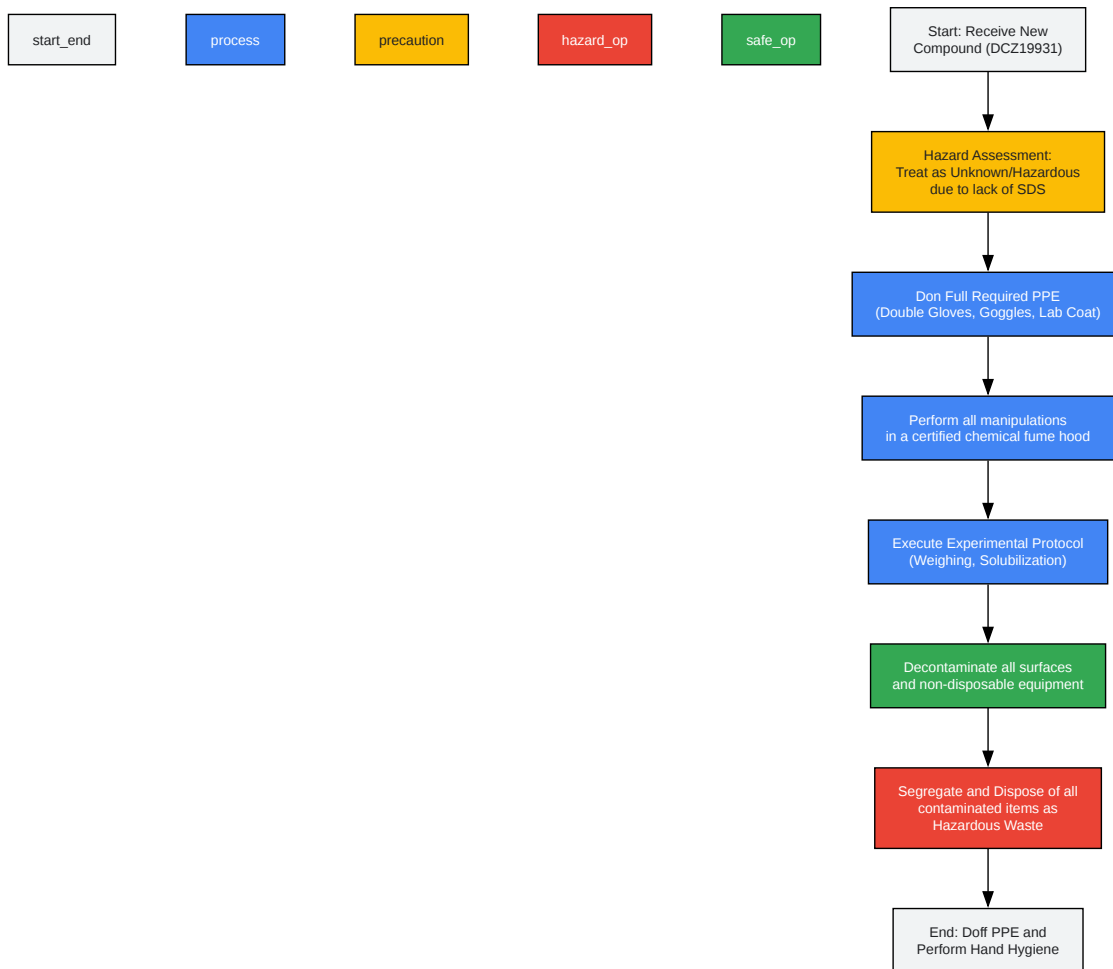 start_end
process
precaution
hazard_op
safe_op
Start: Receive New
Compound (DCZ19931)
Hazard Assessment:
Treat as Unknown/Hazardous
due to lack of SDS
Don Full Required PPE
(Double Gloves, Goggles, Lab Coat)
Perform all manipulations
in a certified chemical fume hood
Execute Experimental Protocol
(Weighing, Solubilization)
Decontaminate all surfaces
and non-disposable equipment
Segregate and Dispose of all
contaminated items as
Hazardous Waste
End: Doff PPE and
Perform Hand Hygiene